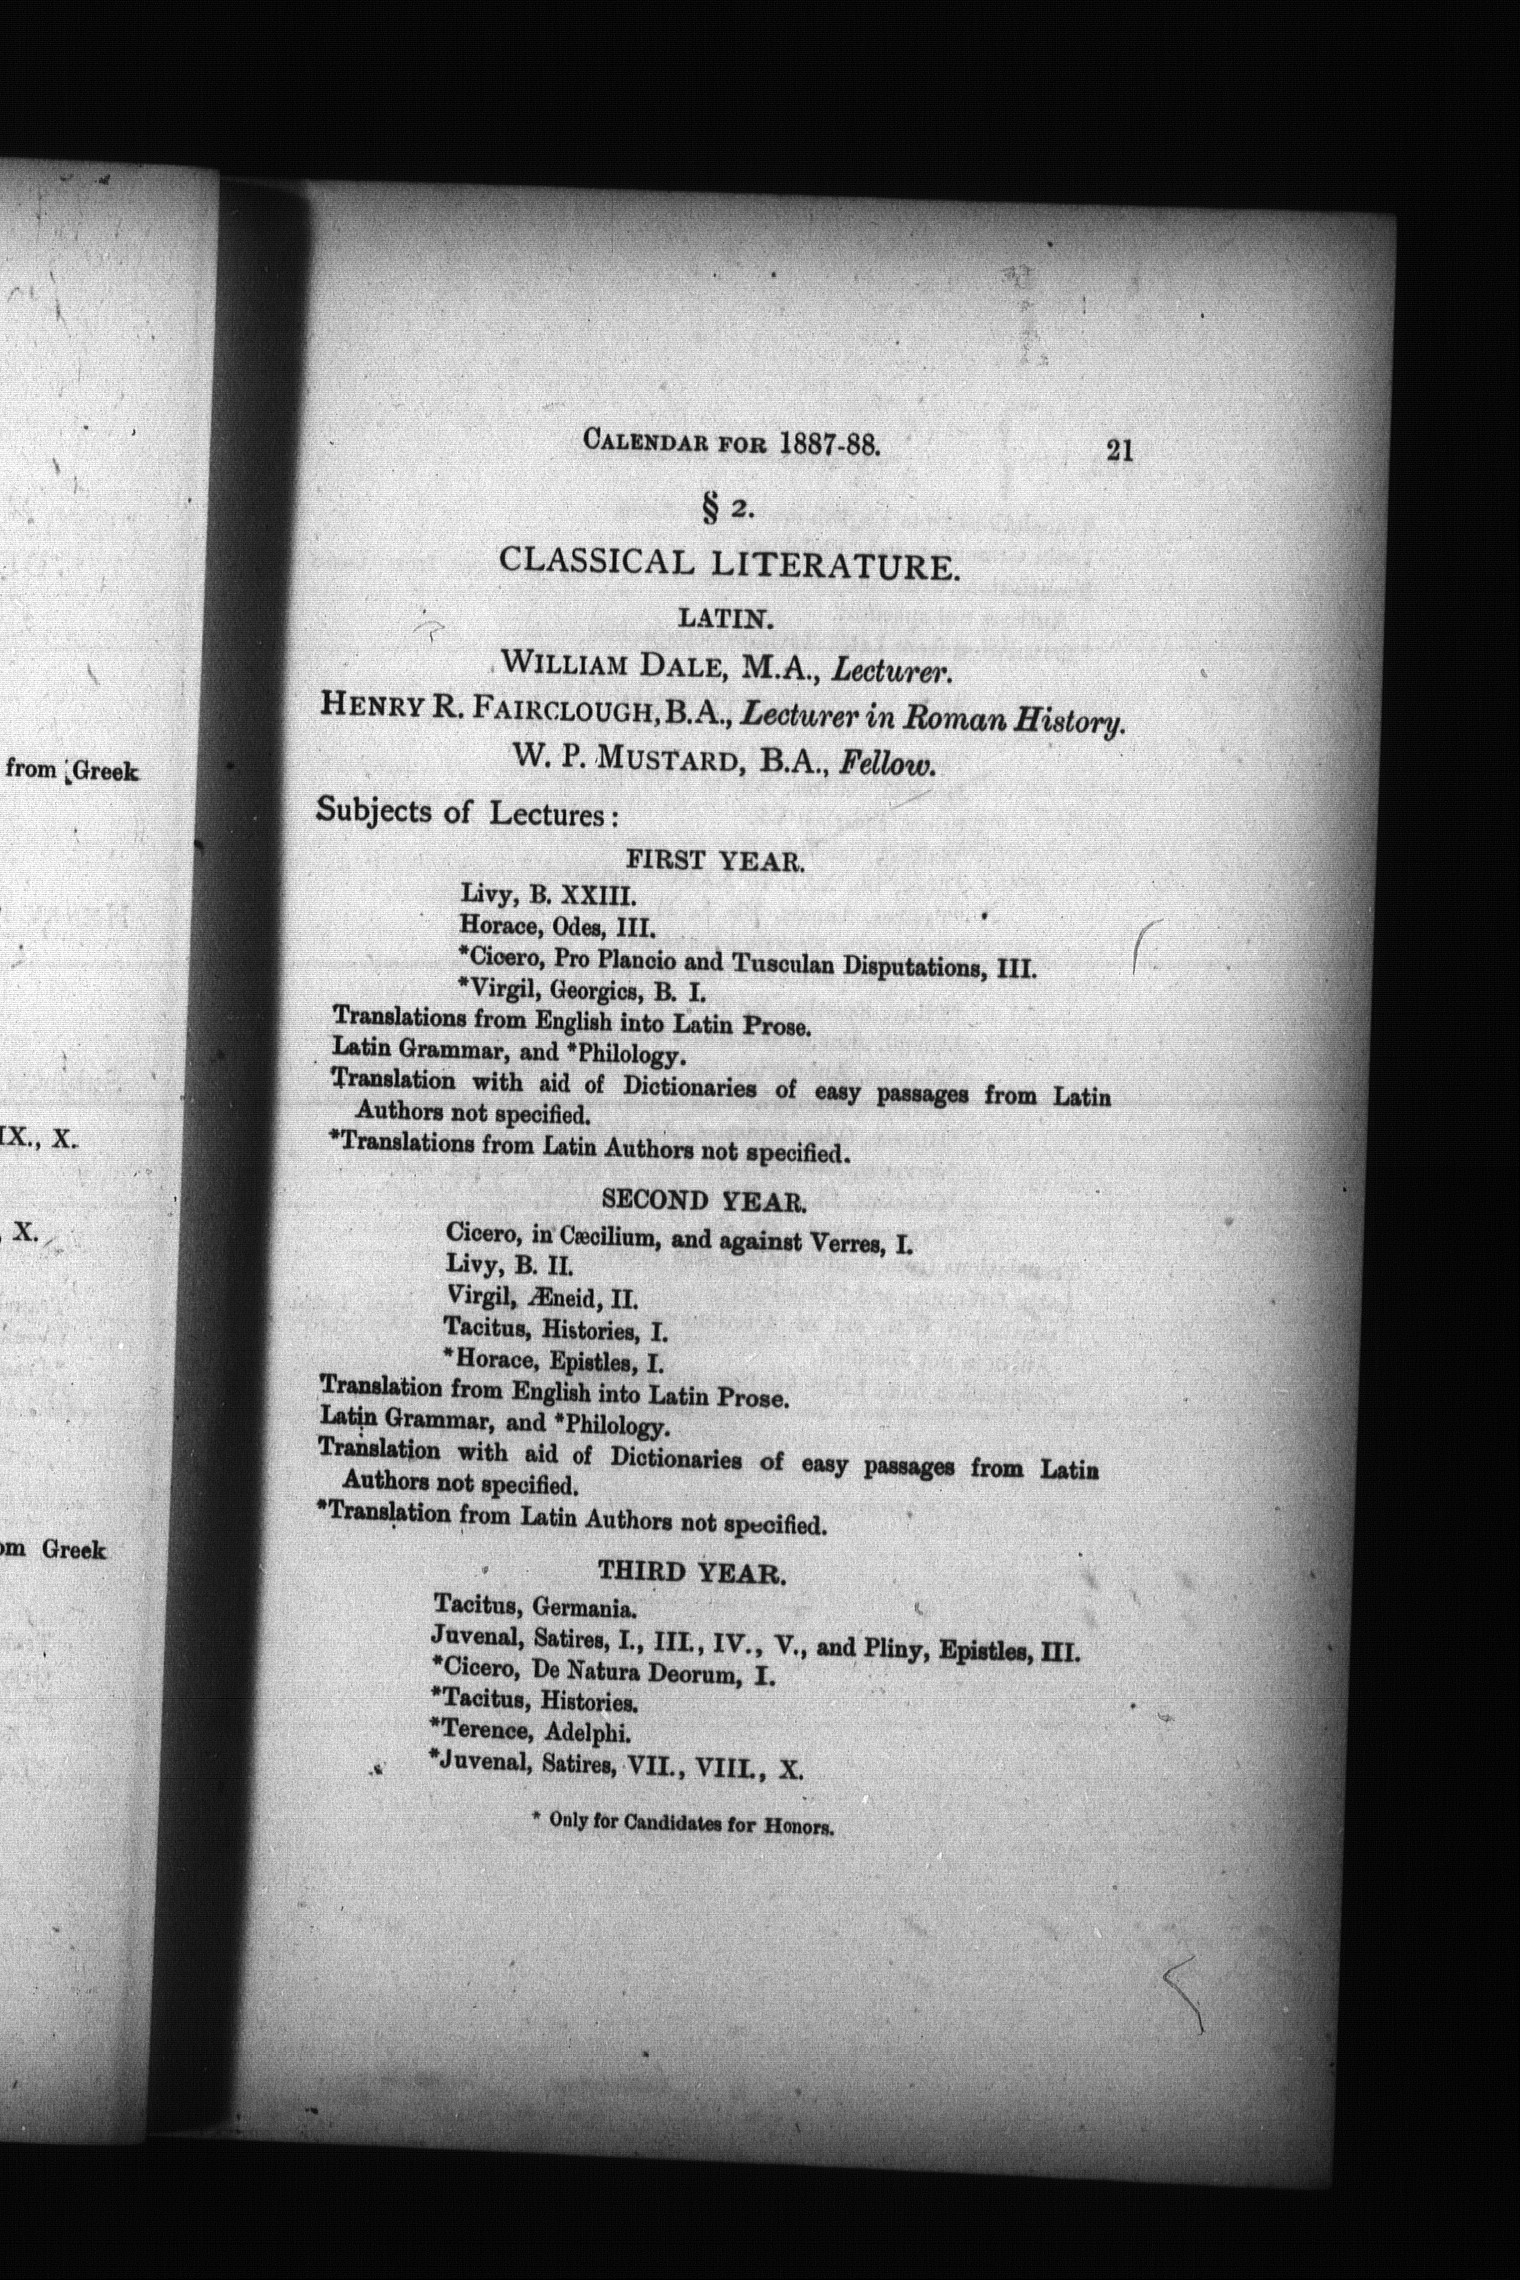 from Greek
IX., X.
X.
om Greek
CALENDAR FOR 1887-88. 21
§ 2.
CLASSICAL LITERATURE.
LATIN.
WILLIAM DALE, M.A., Lecturer.
HENRY R. FAIRCLOUGH, B.A., Lecturer in Roman History.
W. P. MUSTARD, B.A., Fellow.
Subjects of Lectures:
FIRST YEAR.
Livy, B. XXIII.
Horace, Odes, III.
*Cicero, Pro Plancio and Tusculan Disputations, III.
*Virgil, Georgics, B. I.
Translations from English into Latin Prose.
Latin Grammar, and *Philology.
Translation with aid of Dictionaries of easy passages from Latin
Authors not specified.
*Translations from Latin Authors not specified.
SECOND YEAR.
Cicero, in Cæcilium, and against Verres, I.
Livy, B. II.
Virgil, Æneid, II.
Tacitus, Histories, I.
*Horace, Epistles, I.
Translation from English into Latin Prose.
Latin Grammar, and *Philology.
Translation with aid of Dictionaries of easy passages from Latin
Authors not specified.
*Translation from Latin Authors not specified.
THIRD YEAR.
Tacitus, Germania.
Juvenal, Satires, I., III., IV., V., and Pliny, Epistles, III.
*Cicero, De Natura Deorum, I.
*Tacitus, Histories.
*Terence, Adelphi.
*Juvenal, Satires, VII., VIII., X.
* Only for Candidates for Honors.